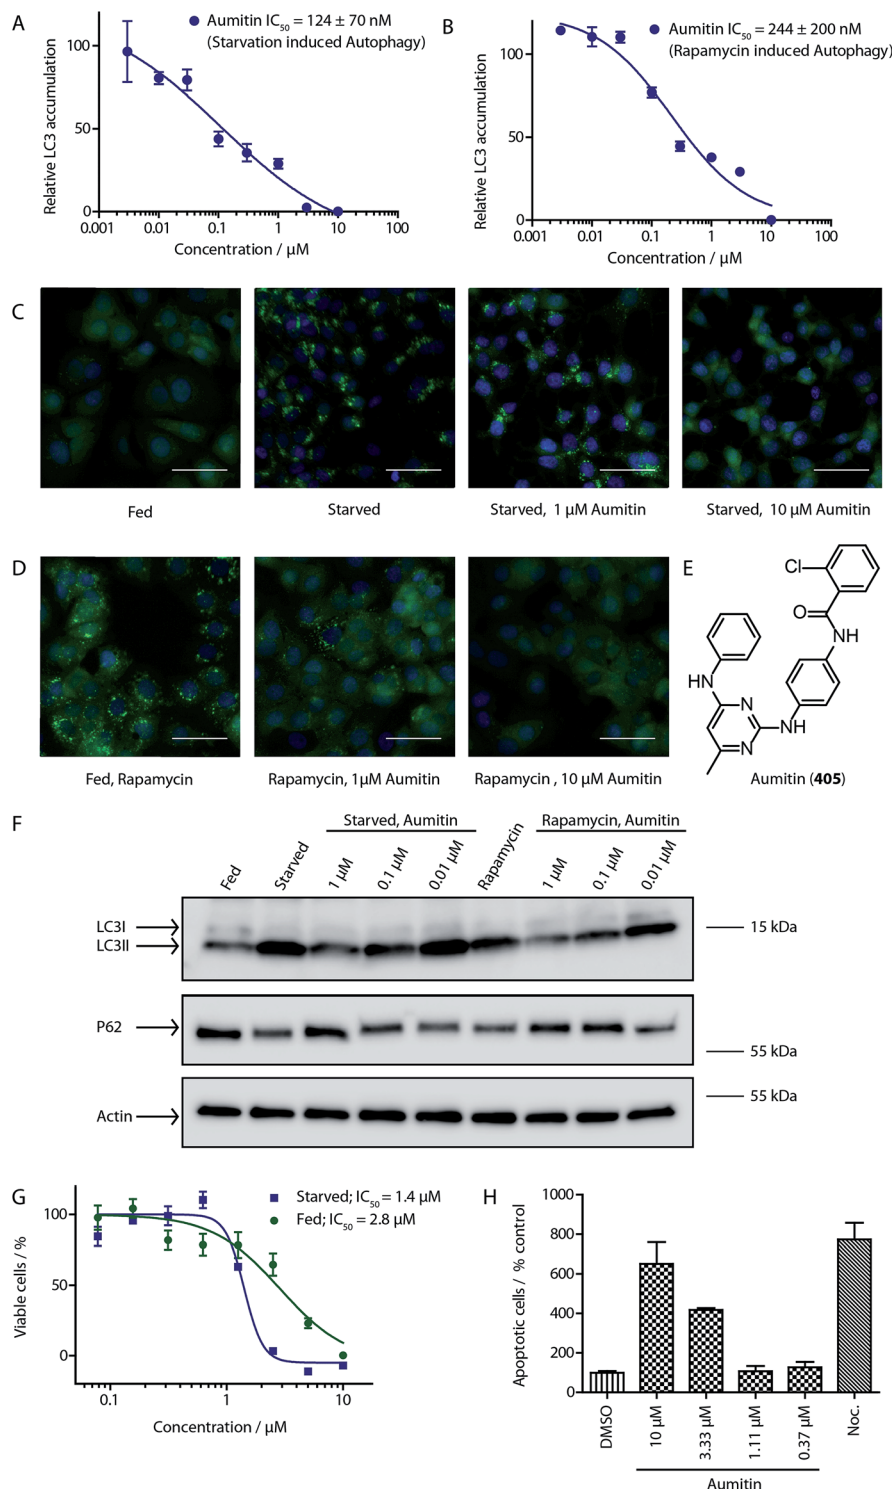 A
Aumitin IC50 = 124 ± 70 nM
(Starvation induced Autophagy)
Relative LC3 accumulation
100
50
0
0.001
0.01
0.1
1
10
100
Concentration / µM
B
Aumitin IC50 = 244 ± 200 nM
(Rapamycin induced Autophagy)
Relative LC3 accumulation
100
50
0
0.001
0.01
0.1
1
10
100
Concentration / µM
C
Fed
Starved
Starved, 1 µM Aumitin
Starved, 10 µM Aumitin
D
Fed, Rapamycin
Rapamycin, 1µM Aumitin
Rapamycin , 10 µM Aumitin
E
Cl
O
NH
HN
N
N
NH
Aumitin (405)
F
Starved, Aumitin
Rapamycin, Aumitin
Fed
Starved
1 µM
0.1 µM
0.01 µM
Rapamycin
1 µM
0.1 µM
0.01 µM
LC3I
LC3II
15 kDa
P62
55 kDa
55 kDa
Actin
G
Starved; IC50 = 1.4 µM
Fed; IC50 = 2.8 µM
Viable cells / %
100
50
0
0.1
1
10
Concentration / µM
H
Apoptotic cells / % control
1000
800
600
400
200
0
DMSO
10 µM
3.33 µM
1.11 µM
0.37 µM
Noc.
Aumitin